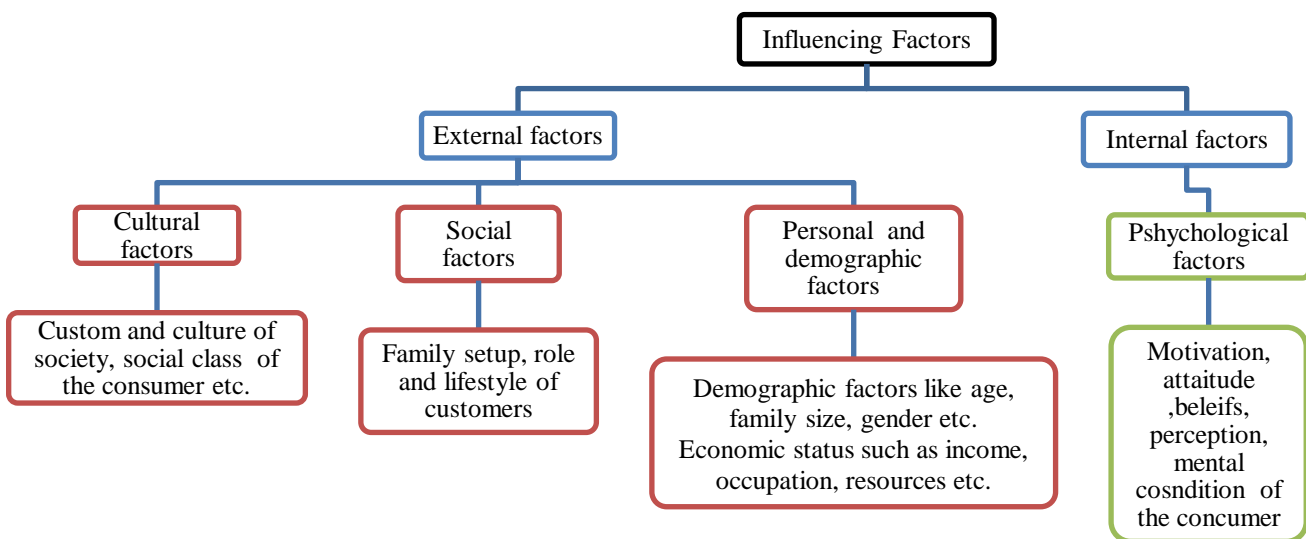 Influencing Factors
External factors
Internal factors
Cultural
factors
Social
factors
Personal and
demographic
factors
Pshychological
factors
Custom and culture of
society, social class of
the consumer etc.
Family setup, role
and lifestyle of
customers
Demographic factors like age,
family size, gender etc.
Economic status such as income,
occupation, resources etc.
Motivation,
attaitude
,beleifs,
perception,
mental
cosndition of
the concumer